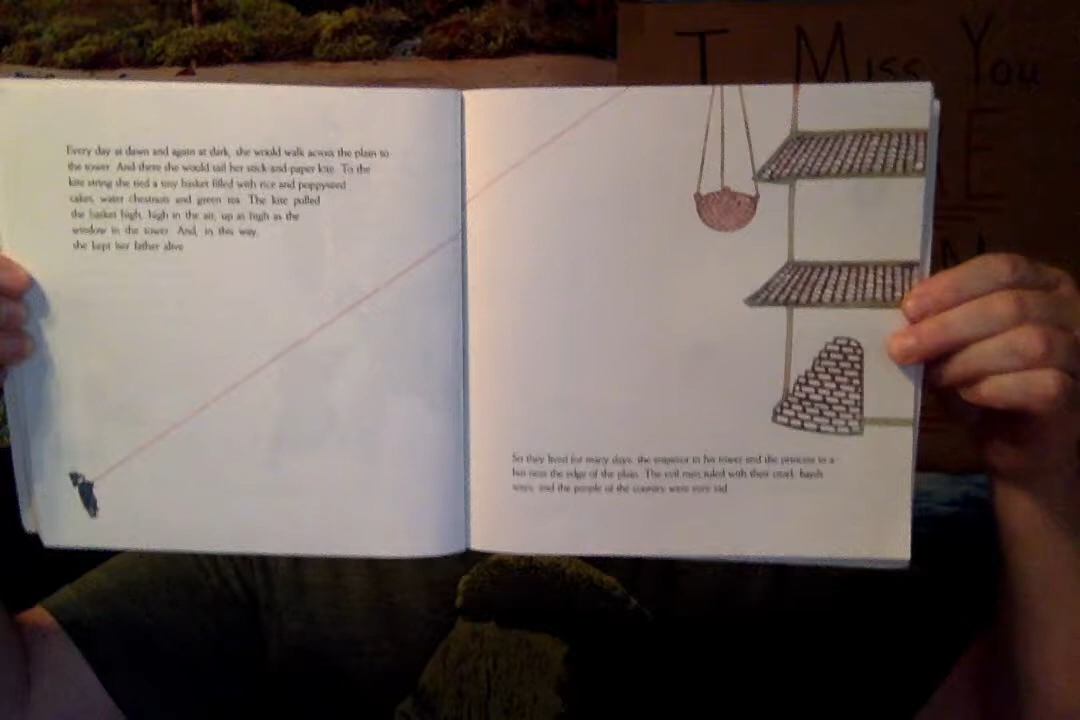 Every day at dawn and again at dark, she would walk across the plain to
the tower. And there she would sail her stick and paper kite. To the
kite string she tied a tiny basket filled with rice and poppyseed
cakes, water chestnuts and green tea. The kite pulled
the basket high, high in the air, up as high as the
window in the tower. And, in this way,
she kept her father alive.
So they lived for many days: the emperor in his tower and the princess in a
hut near the edge of the plain. The evil men ruled with their cruel, harsh
ways, and the people of the country were very sad.
I Miss You